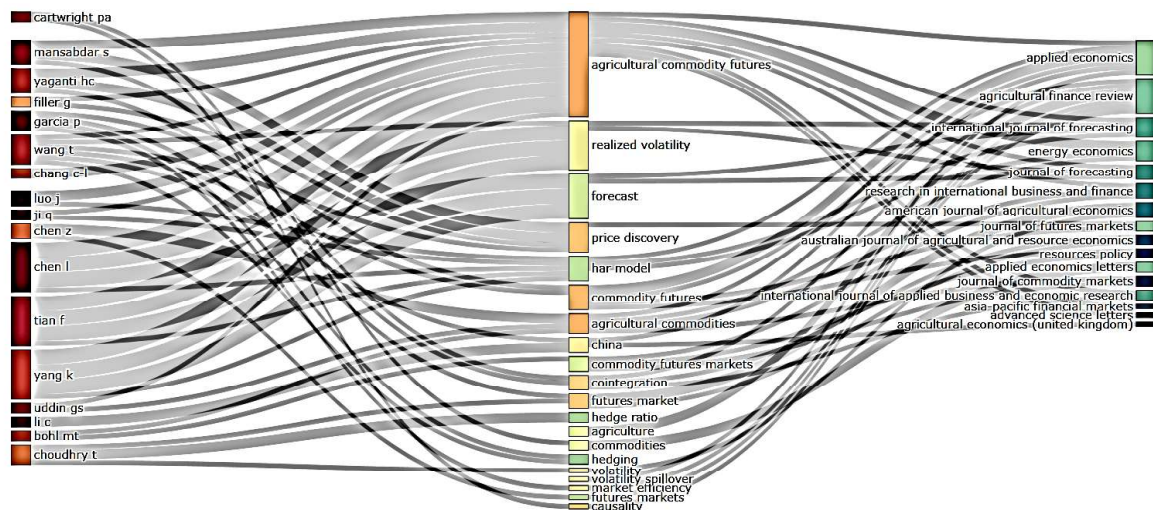 cartwright pa
mansabdar s
yaganti hc
filler g
garcia p
wang t
chang c-l
luo j
ji q
chen z
chen l
tian f
yang k
uddin gs
li c
bohl mt
choudhry t
agricultural commodity futures
realized volatility
forecast
price discovery
har model
commodity futures
agricultural commodities
china
commodity futures markets
cointegration
futures market
hedge ratio
agriculture
commodities
hedging
volatility
volatility spillover
market efficiency
futures markets
causality
applied economics
agricultural finance review
international journal of forecasting
energy economics
journal of forecasting
research in international business and finance
american journal of agricultural economics
journal of futures markets
australian journal of agricultural and resource economics
resources policy
applied economics letters
journal of commodity markets
international journal of applied business and economic research
asia-pacific financial markets
advanced science letters
agricultural economics (united kingdom)